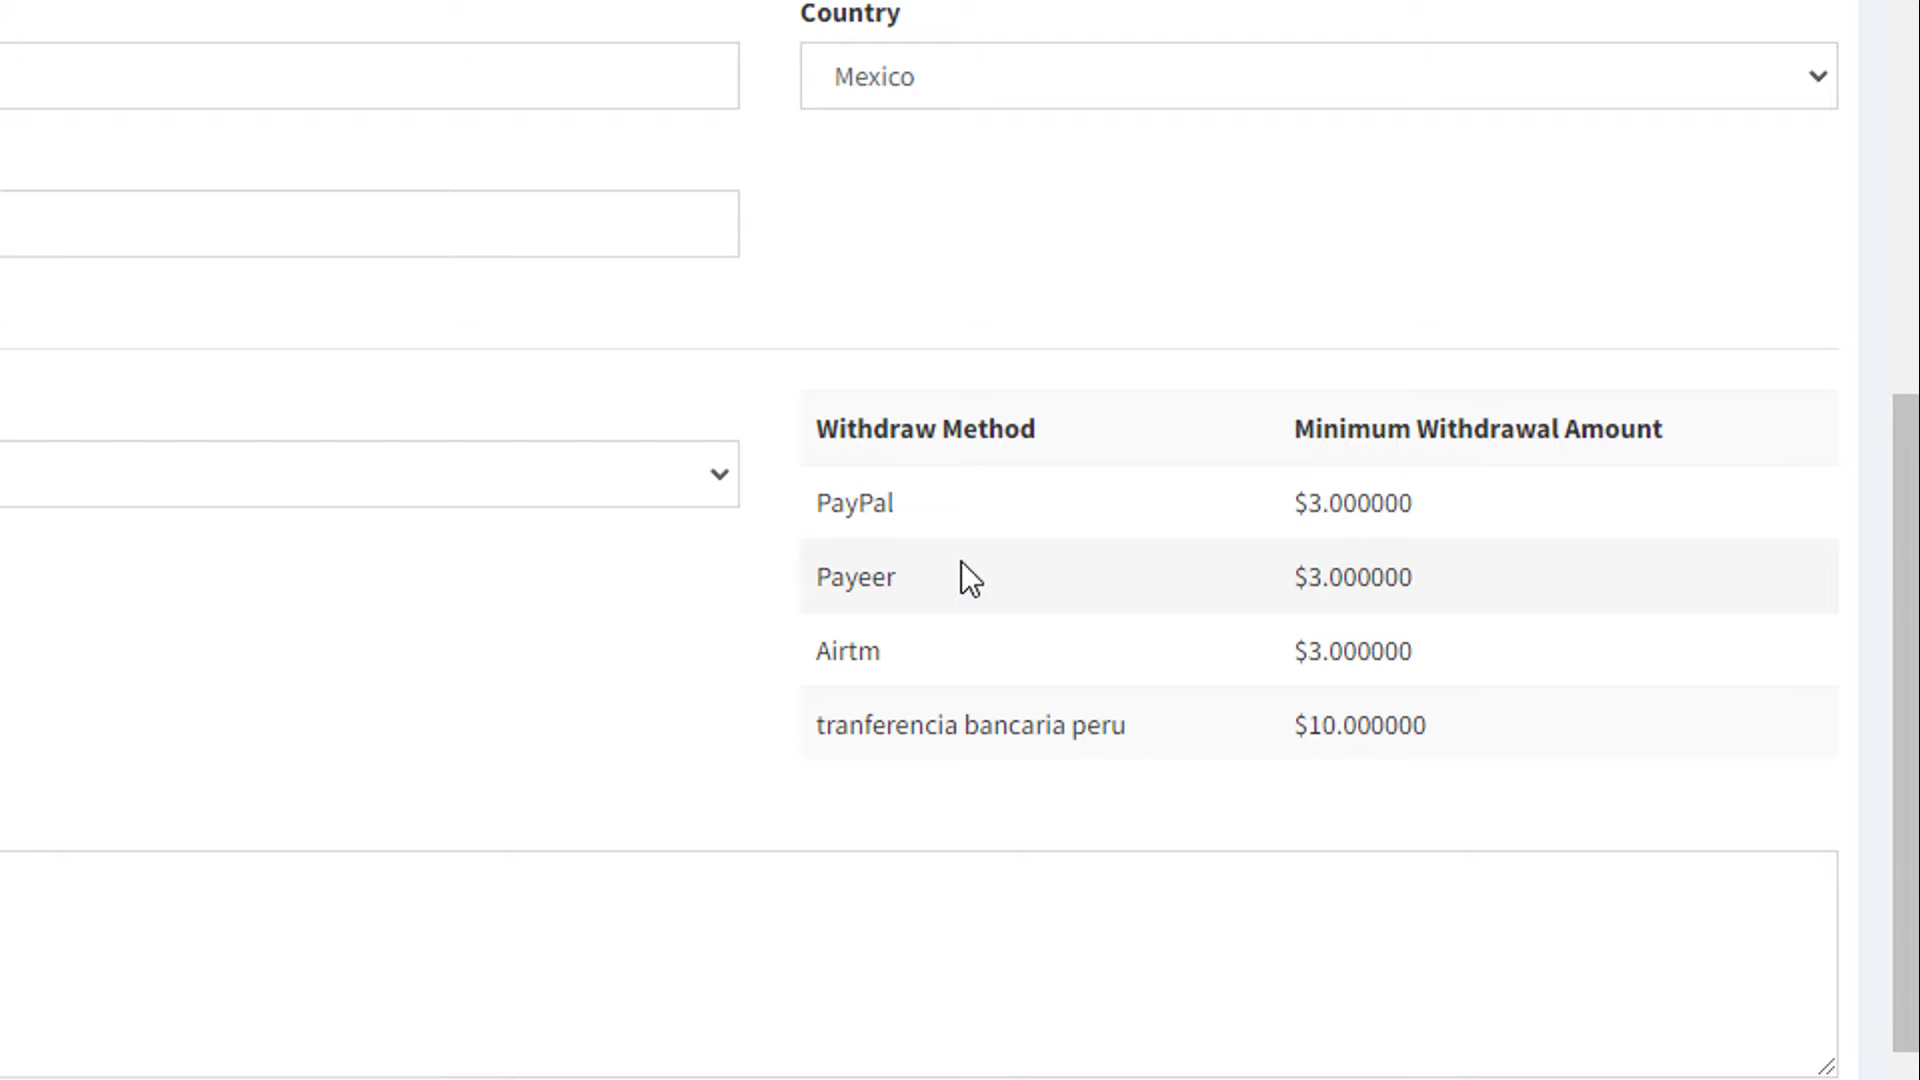 Country
Mexico
Withdraw Method Minimum Withdrawal Amount
PayPal $3.000000
Payeer $3.000000
Airtm $3.000000
tranferencia bancaria peru $10.000000